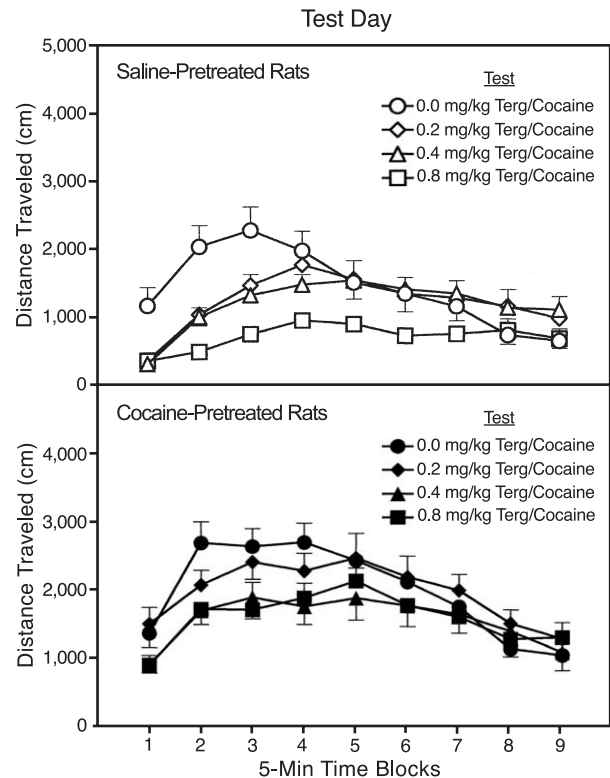 Test Day
5,000
4,000
3,000
2,000
1,000
0
Distance Traveled (cm)
Saline-Pretreated Rats
Test
0.0 mg/kg Terg/Cocaine
0.2 mg/kg Terg/Cocaine
0.4 mg/kg Terg/Cocaine
0.8 mg/kg Terg/Cocaine
4,000
3,000
2,000
1,000
0
Distance Traveled (cm)
Cocaine-Pretreated Rats
Test
0.0 mg/kg Terg/Cocaine
0.2 mg/kg Terg/Cocaine
0.4 mg/kg Terg/Cocaine
0.8 mg/kg Terg/Cocaine
1 2 3 4 5 6 7 8 9
5-Min Time Blocks